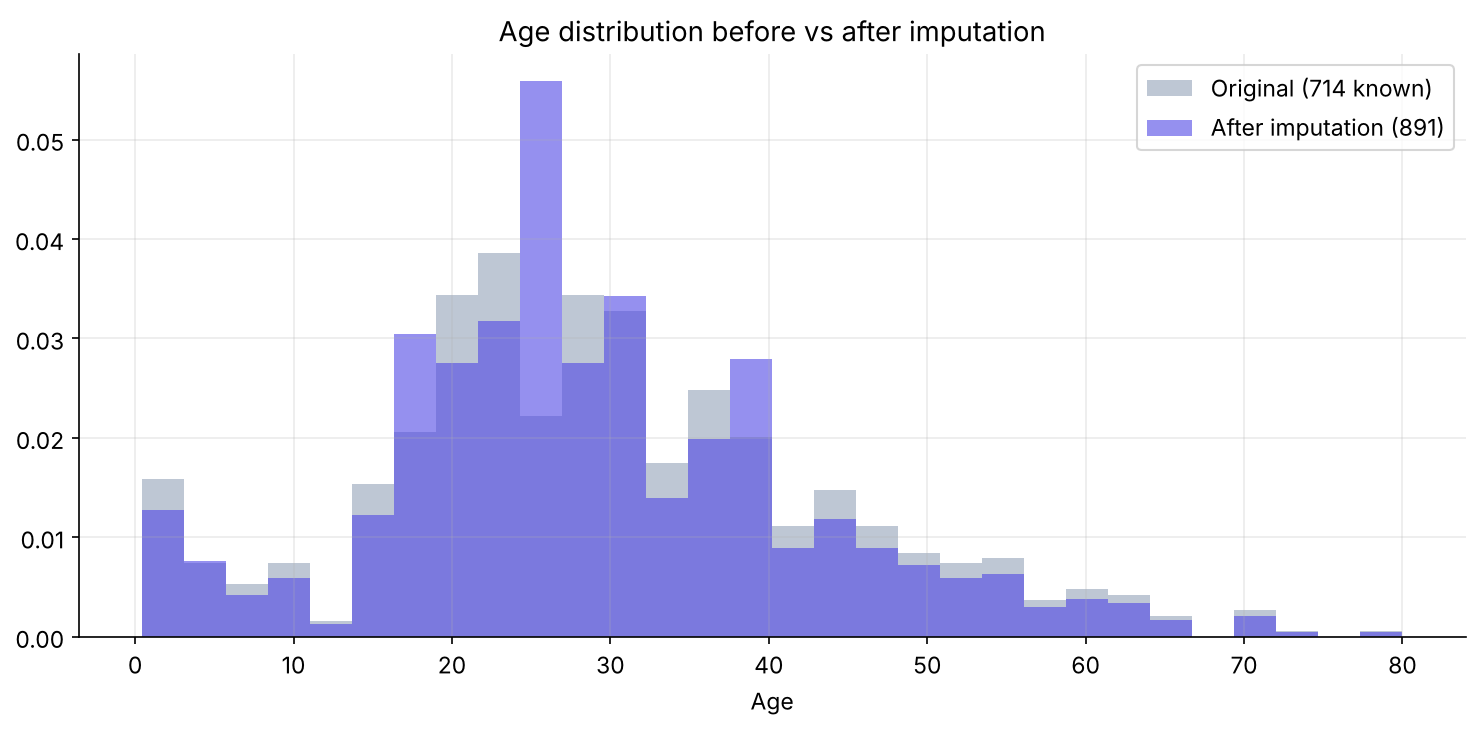 Age distribution before vs after imputation
Original (714 known)
After imputation (891)
0.05
0.04
0.03
0.02
0.01
0.00
0 10 20 30 40 50 60 70 80
Age